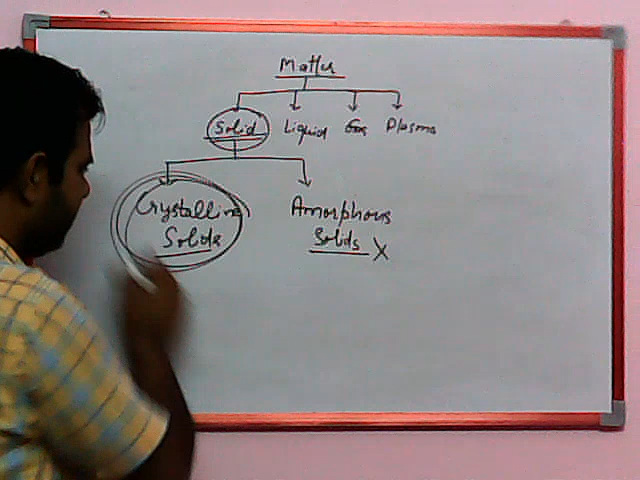 Matter
Solid Liquid Gas Plasma
Crystalline Amorphous
Solids Solids X